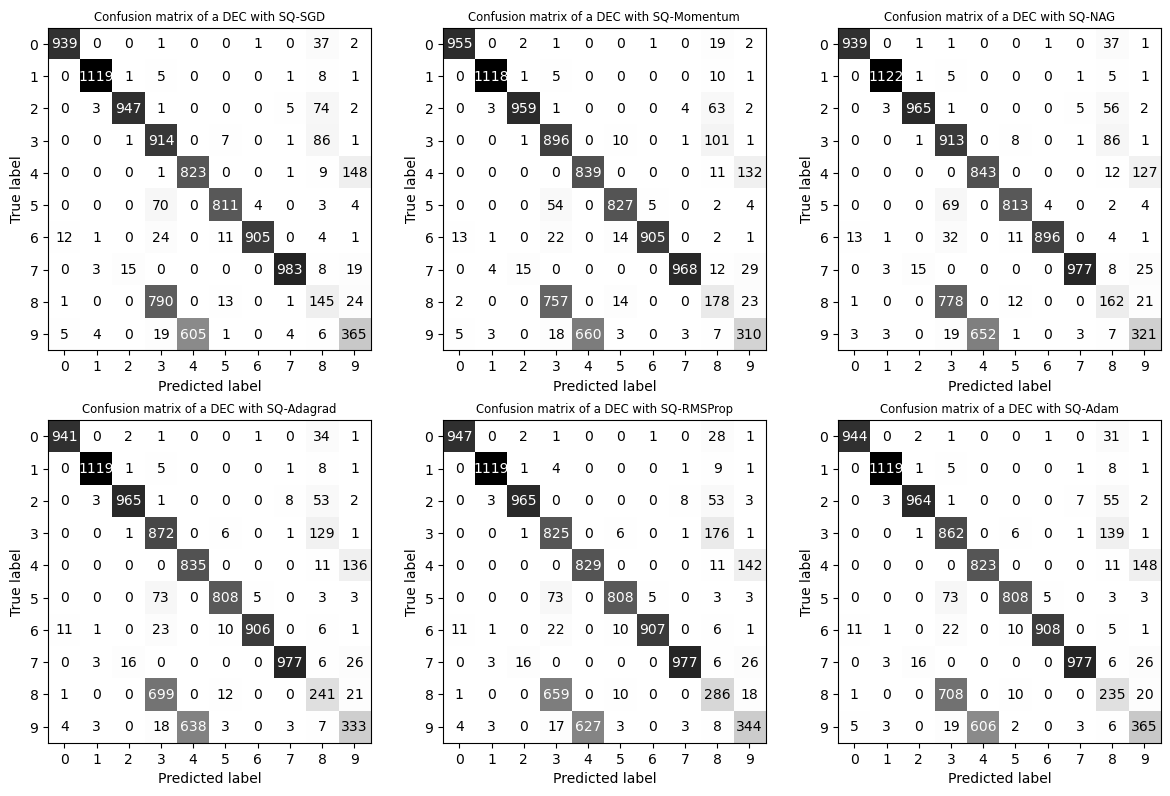 Confusion matrix of a DEC with SQ-SGD
0 939 0 0 1 0 0 1 0 37 2
1 0 1119 1 5 0 0 0 1 8 1
2 0 3 947 1 0 0 0 5 74 2
3 0 0 1 914 0 7 0 1 86 1
4 0 0 0 1 823 0 0 1 9 148
5 0 0 0 70 0 811 4 0 3 4
6 12 1 0 24 0 11 905 0 4 1
7 0 3 15 0 0 0 0 983 8 19
8 1 0 0 790 0 13 0 1 145 24
9 5 4 0 19 605 1 0 4 6 365
0 1 2 3 4 5 6 7 8 9
True label
Predicted label
Confusion matrix of a DEC with SQ-Momentum
0 955 0 2 1 0 0 1 0 19 2
1 0 1118 1 5 0 0 0 0 10 1
2 0 3 959 1 0 0 0 4 63 2
3 0 0 1 896 0 10 0 1 101 1
4 0 0 0 0 839 0 0 0 11 132
5 0 0 0 54 0 827 5 0 2 4
6 13 1 0 22 0 14 905 0 2 1
7 0 4 15 0 0 0 0 968 12 29
8 2 0 0 757 0 14 0 0 178 23
9 5 3 0 18 660 3 0 3 7 310
0 1 2 3 4 5 6 7 8 9
True label
Predicted label
Confusion matrix of a DEC with SQ-NAG
0 939 0 1 1 0 0 1 0 37 1
1 0 1122 1 5 0 0 0 1 5 1
2 0 3 965 1 0 0 0 5 56 2
3 0 0 1 913 0 8 0 1 86 1
4 0 0 0 0 843 0 0 0 12 127
5 0 0 0 69 0 813 4 0 2 4
6 13 1 0 32 0 11 896 0 4 1
7 0 3 15 0 0 0 0 977 8 25
8 1 0 0 778 0 12 0 0 162 21
9 3 3 0 19 652 1 0 3 7 321
0 1 2 3 4 5 6 7 8 9
True label
Predicted label
Confusion matrix of a DEC with SQ-Adagrad
0 941 0 2 1 0 0 1 0 34 1
1 0 1119 1 5 0 0 0 1 8 1
2 0 3 965 1 0 0 0 8 53 2
3 0 0 1 872 0 6 0 1 129 1
4 0 0 0 0 835 0 0 0 11 136
5 0 0 0 73 0 808 5 0 3 3
6 11 1 0 23 0 10 906 0 6 1
7 0 3 16 0 0 0 0 977 6 26
8 1 0 0 699 0 12 0 0 241 21
9 4 3 0 18 638 3 0 3 7 333
0 1 2 3 4 5 6 7 8 9
True label
Predicted label
Confusion matrix of a DEC with SQ-RMSProp
0 947 0 2 1 0 0 1 0 28 1
1 0 1119 1 4 0 0 0 1 9 1
2 0 3 965 0 0 0 0 8 53 3
3 0 0 1 825 0 6 0 1 176 1
4 0 0 0 0 829 0 0 0 11 142
5 0 0 0 73 0 808 5 0 3 3
6 11 1 0 22 0 10 907 0 6 1
7 0 3 16 0 0 0 0 977 6 26
8 1 0 0 659 0 10 0 0 286 18
9 4 3 0 17 627 3 0 3 8 344
0 1 2 3 4 5 6 7 8 9
True label
Predicted label
Confusion matrix of a DEC with SQ-Adam
0 944 0 2 1 0 0 1 0 31 1
1 0 1119 1 5 0 0 0 1 8 1
2 0 3 964 1 0 0 0 7 55 2
3 0 0 1 862 0 6 0 1 139 1
4 0 0 0 0 823 0 0 0 11 148
5 0 0 0 73 0 808 5 0 3 3
6 11 1 0 22 0 10 908 0 5 1
7 0 3 16 0 0 0 0 977 6 26
8 1 0 0 708 0 10 0 0 235 20
9 5 3 0 19 606 2 0 3 6 365
0 1 2 3 4 5 6 7 8 9
True label
Predicted label